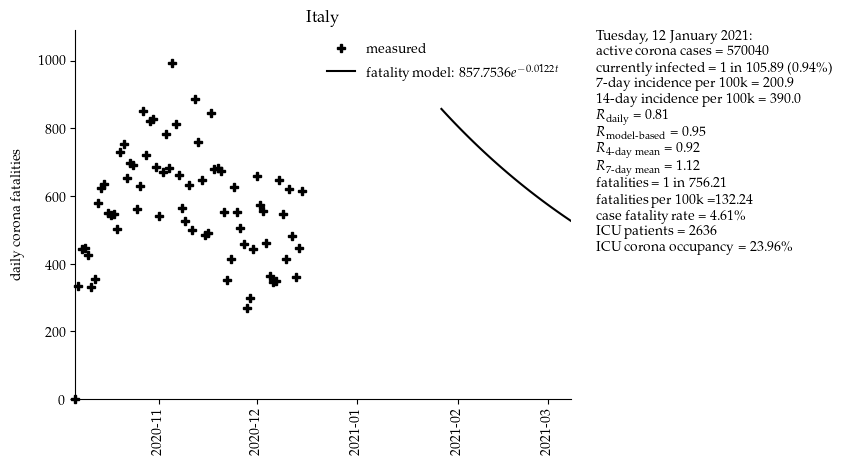 Italy
measured
fatality model: 857.7536e^{-0.0122t}
daily corona fatalities
1000
800
600
400
200
0
2020-11
2020-12
2021-01
2021-02
2021-03
Tuesday, 12 January 2021:
active corona cases = 570040
currently infected = 1 in 105.89 (0.94%)
7-day incidence per 100k = 200.9
14-day incidence per 100k = 390.0
R_daily = 0.81
R_model-based = 0.95
R_4-day mean = 0.92
R_7-day mean = 1.12
fatalities = 1 in 756.21
fatalities per 100k =132.24
case fatality rate = 4.61%
ICU patients = 2636
ICU corona occupancy = 23.96%